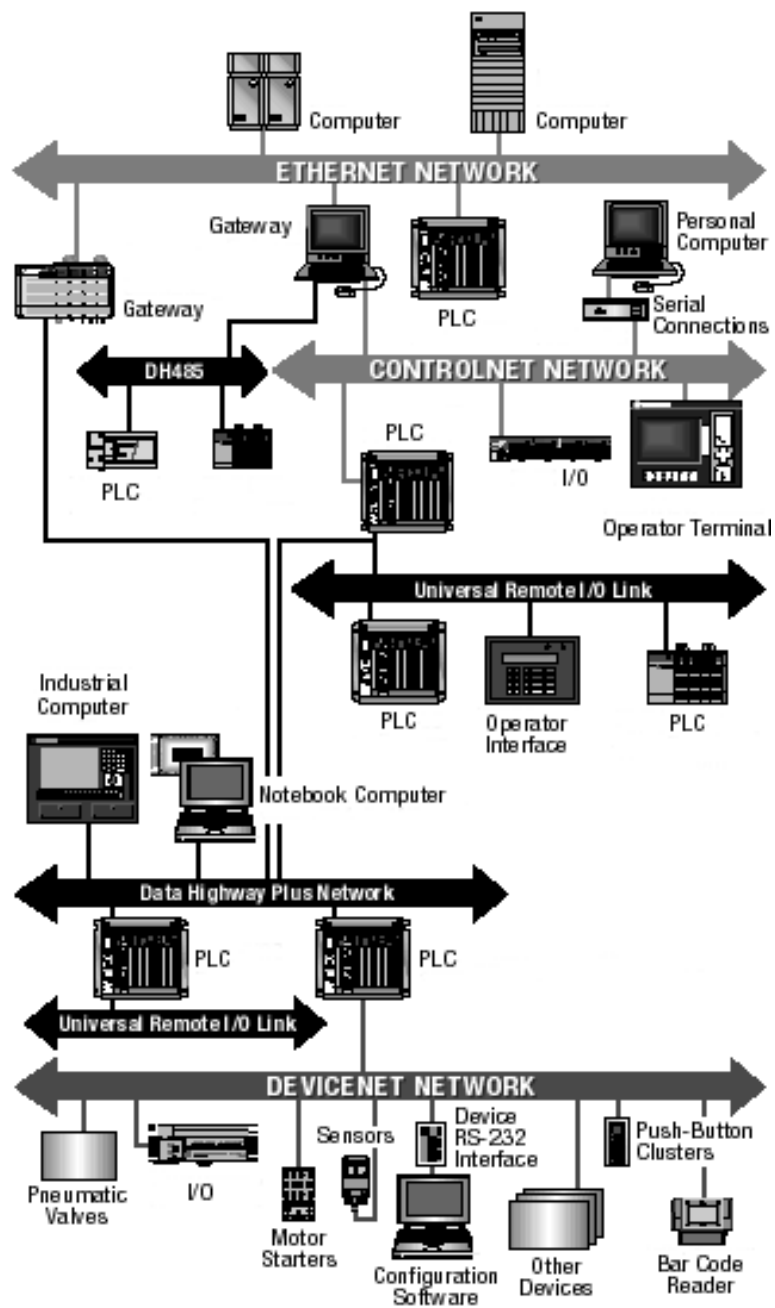 Computer
Computer
ETHERNET NETWORK
Gateway
Personal
Computer
Gateway
PLC
Serial
Connections
DH485
CONTROLNET NETWORK
PLC
PLC
I/O
Operator Terminal
Universal Remote I/O Link
Industrial
Computer
PLC
Operator
Interface
PLC
Notebook Computer
Data Highway Plus Network
PLC
PLC
Universal Remote I/O Link
DEVICENET NETWORK
Pneumatic
Valves
I/O
Motor
Starters
Sensors
Device
RS-232
Interface
Configuration
Software
Other
Devices
Push-Button
Clusters
Bar Code
Reader